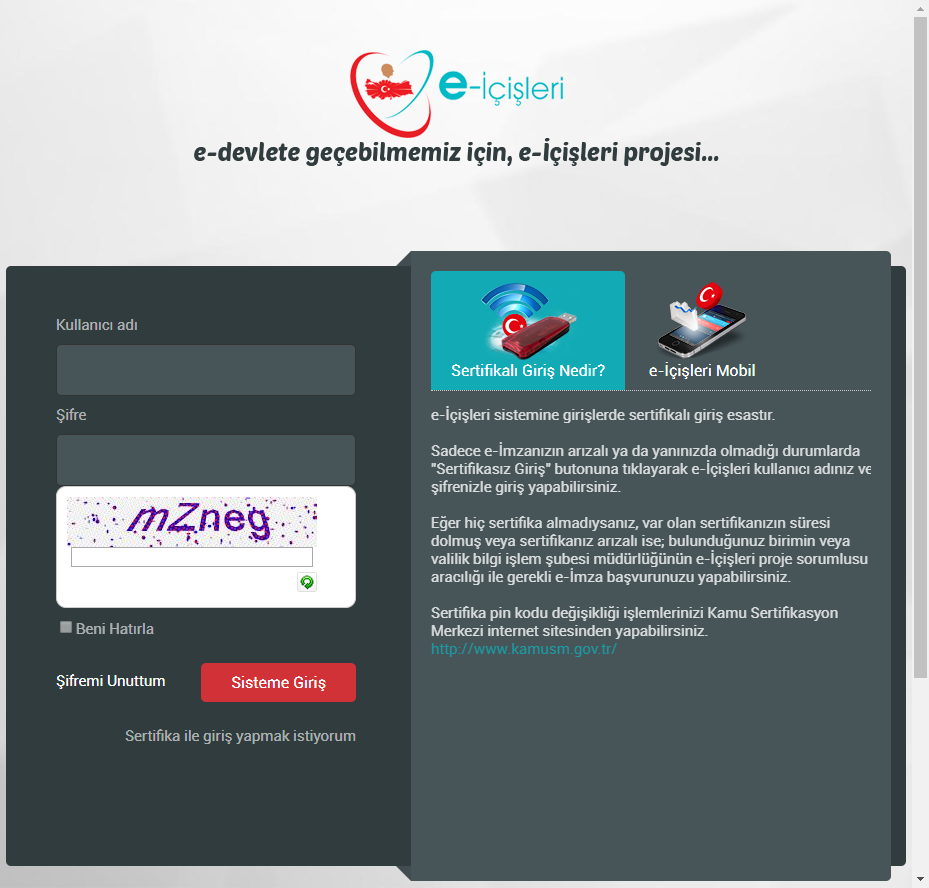 e-içişleri
e-devlete geçebilmemiz için, e-İçişleri projesi...
Kullanıcı adı
Şifre
mZneg
Beni Hatırla
Şifremi Unuttum
Sisteme Giriş
Sertifika ile giriş yapmak istiyorum
Sertifikalı Giriş Nedir?
e-İçişleri Mobil
e-İçişleri sistemine girişlerde sertifikalı giriş esastır.
Sadece e-İmzanızın arızalı ya da yanınızda olmadığı durumlarda
"Sertifikasız Giriş" butonuna tıklayarak e-İçişleri kullanıcı adınız ve
şifrenizle giriş yapabilirsiniz.
Eğer hiç sertifika almadıysanız, var olan sertifikanızın süresi
dolmuş veya sertifikanız arızalı ise; bulunduğunuz birimin veya
valilik bilgi işlem şubesi müdürlüğünün e-İçişleri proje sorumlusu
aracılığı ile gerekli e-İmza başvurunuzu yapabilirsiniz.
Sertifika pin kodu değişikliği işlemlerinizi Kamu Sertifikasyon
Merkezi internet sitesinden yapabilirsiniz.
http://www.kamusm.gov.tr/